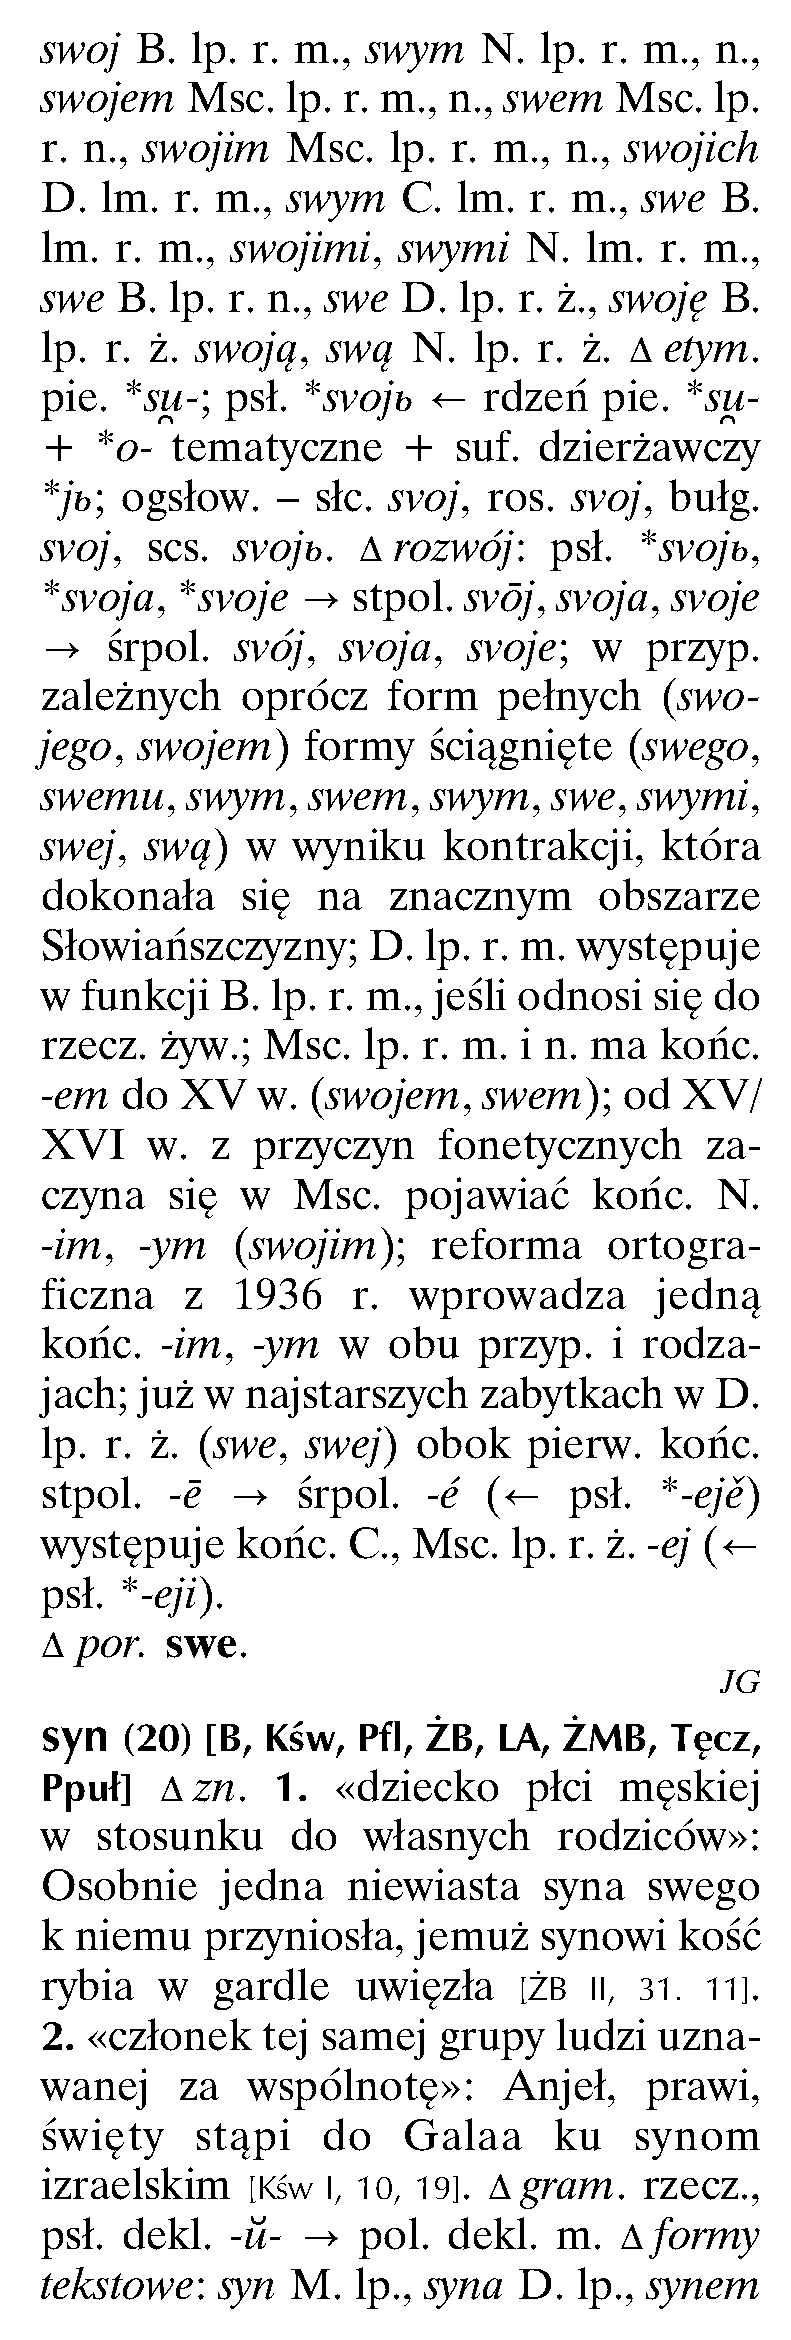 swoj B. lp. r. m., swym N. lp. r. m., n.,
swojem Msc. lp. r. m., n., swem Msc. lp.
r. n., swojim Msc. lp. r. m., n., swojich
D. lm. r. m., swym C. lm. r. m., swe B.
lm. r. m., swojimi, swymi N. lm. r. m.,
swe B. lp. r. n., swe D. lp. r. ż., swoję B.
lp. r. ż. swoją, swą N. lp. r. ż. Δ etym.
pie. *su̯-; psł. *svojь ← rdzeń pie. *su̯-
+ *o- tematyczne + suf. dzierżawczy
*jь; ogsłow. – słc. svoj, ros. svoj, bułg.
svoj, scs. svojь. Δ rozwój: psł. *svojь,
*svoja, *svoje → stpol. svōj, svoja, svoje
→ śrpol. svój, svoja, svoje; w przyp.
zależnych oprócz form pełnych (swo-
jego, swojem) formy ściągnięte (swego,
swemu, swym, swem, swym, swe, swymi,
swej, swą) w wyniku kontrakcji, która
dokonała się na znacznym obszarze
Słowiańszczyzny; D. lp. r. m. występuje
w funkcji B. lp. r. m., jeśli odnosi się do
rzecz. żyw.; Msc. lp. r. m. i n. ma końc.
-em do XV w. (swojem, swem); od XV/
XVI w. z przyczyn fonetycznych za-
czyna się w Msc. pojawiać końc. N.
-im, -ym (swojim); reforma ortogra-
ficzna z 1936 r. wprowadza jedną
końc. -im, -ym w obu przyp. i rodza-
jach; już w najstarszych zabytkach w D.
lp. r. ż. (swe, swej) obok pierw. końc.
stpol. -ē → śrpol. -é (← psł. *-ejě)
występuje końc. C., Msc. lp. r. ż. -ej (←
psł. *-eji).
Δ por. swe.
JG
syn (20) [B, Kśw, Pfl, ŻB, LA, ŻMB, Tęcz,
Ppuł] Δ zn. 1. «dziecko płci męskiej
w stosunku do własnych rodziców»:
Osobnie jedna niewiasta syna swego
k niemu przyniosła, jemuż synowi kość
rybia w gardle uwięzła [ŻB II, 31. 11].
2. «członek tej samej grupy ludzi uzna-
wanej za wspólnotę»: Anjeł, prawi,
święty stąpi do Galaa ku synom
izraelskim [Kśw I, 10, 19]. Δ gram. rzecz.,
psł. dekl. -ŭ- → pol. dekl. m. Δ formy
tekstowe: syn M. lp., syna D. lp., synem